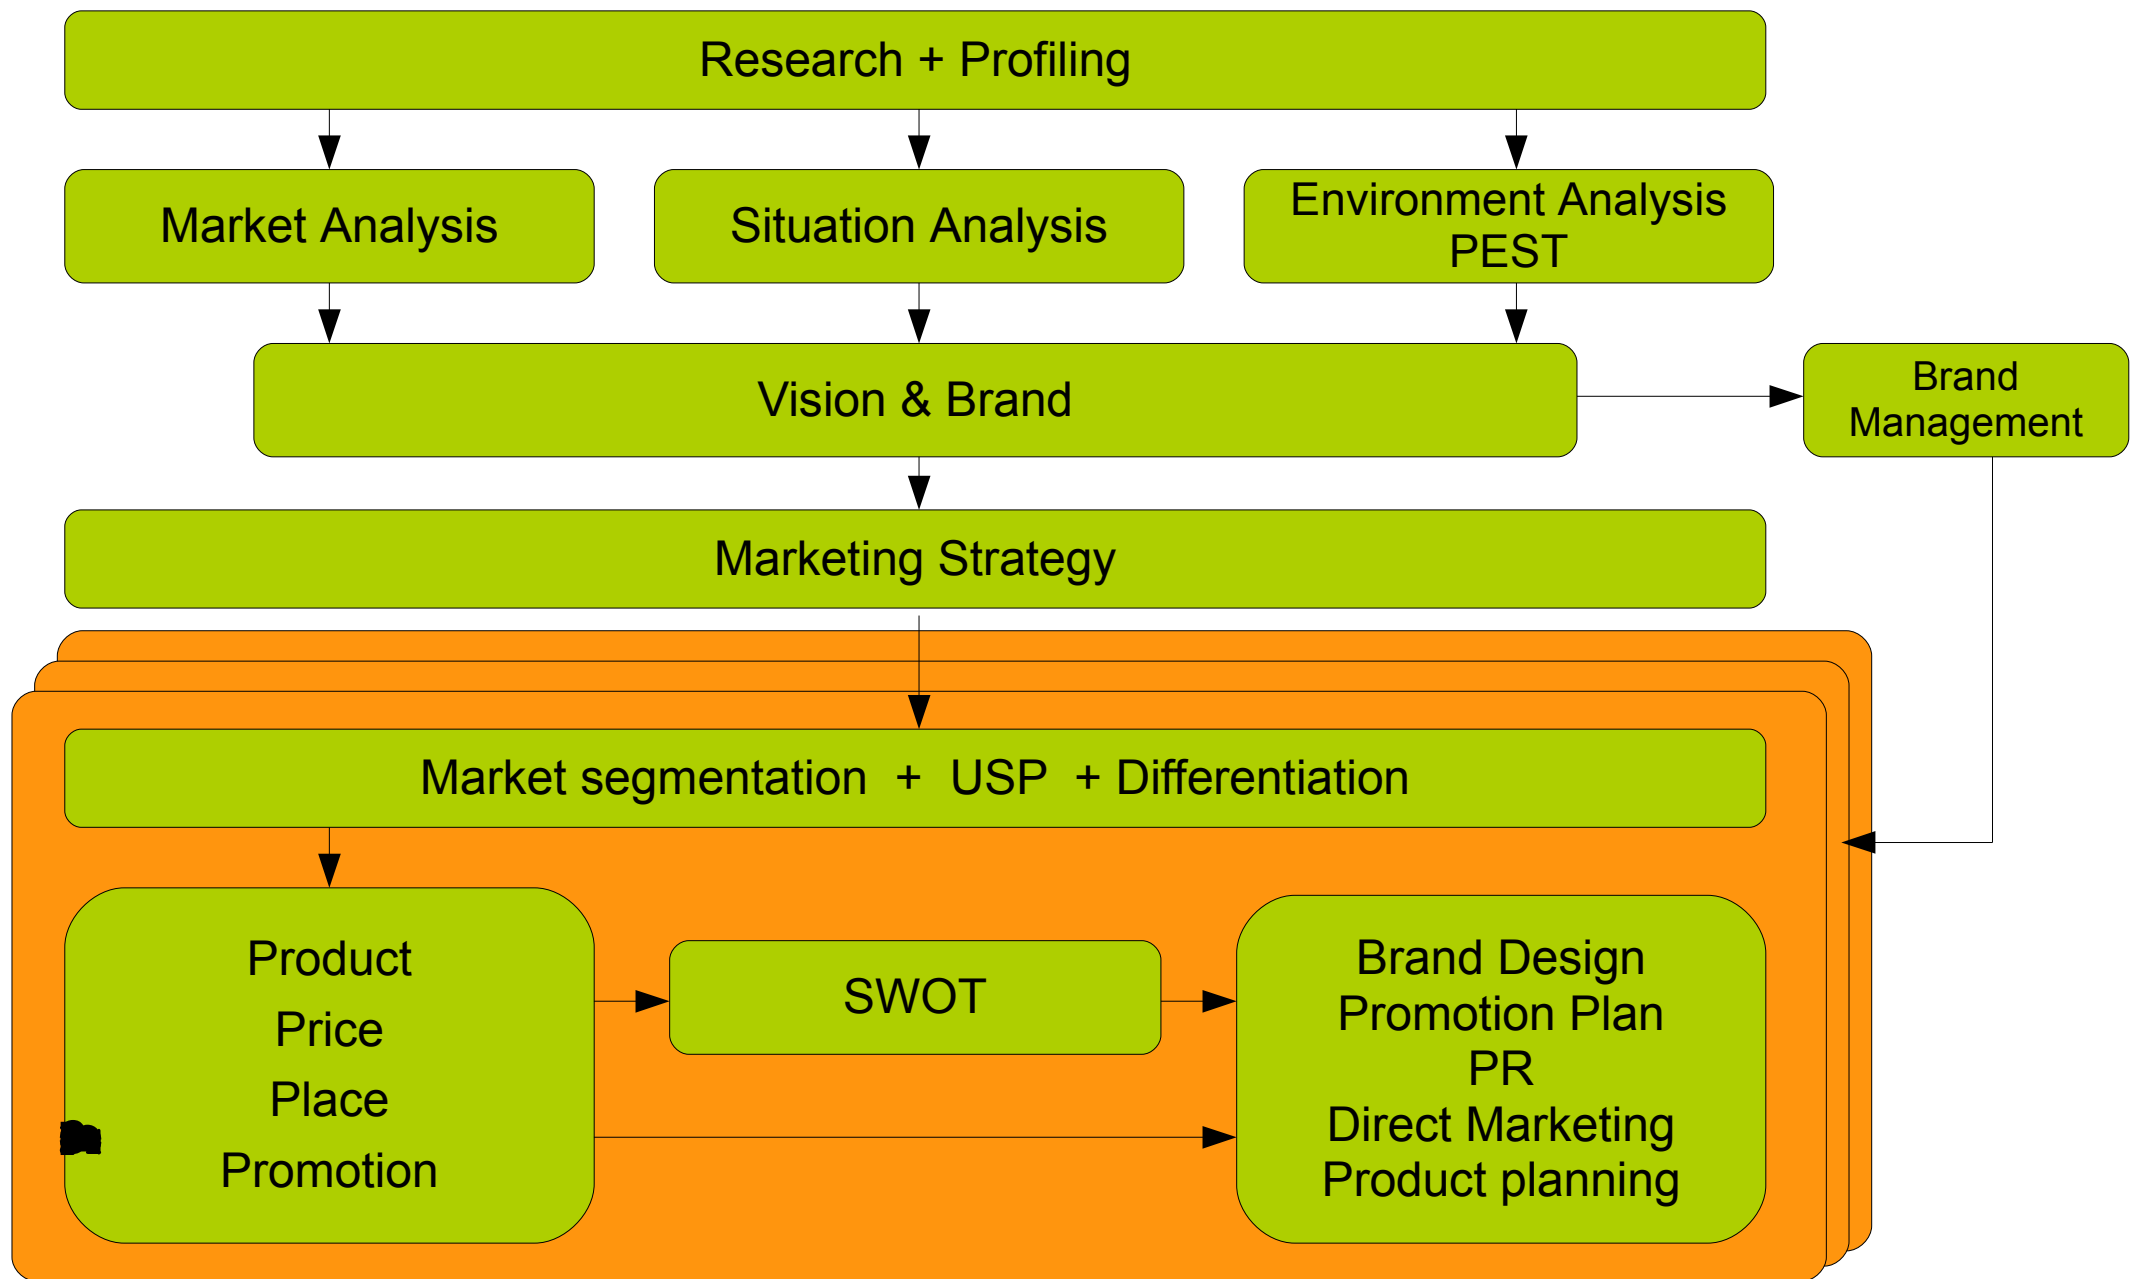 Research + Profiling
Market Analysis
Situation Analysis
Environment Analysis
PEST
Vision & Brand
Brand
Management
Marketing Strategy
Market segmentation + USP + Differentiation
Product
Price
Place
Promotion
SWOT
Brand Design
Promotion Plan
PR
Direct Marketing
Product planning